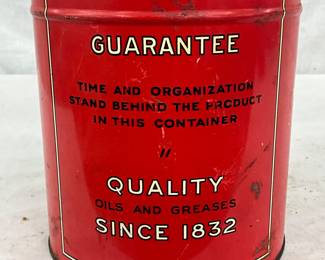 GUARANTEE
TIME AND ORGANIZATION
STAND BEHIND THE PRODUCT
IN THIS CONTAINER
"
QUALITY
OILS AND GREASES
SINCE 1832